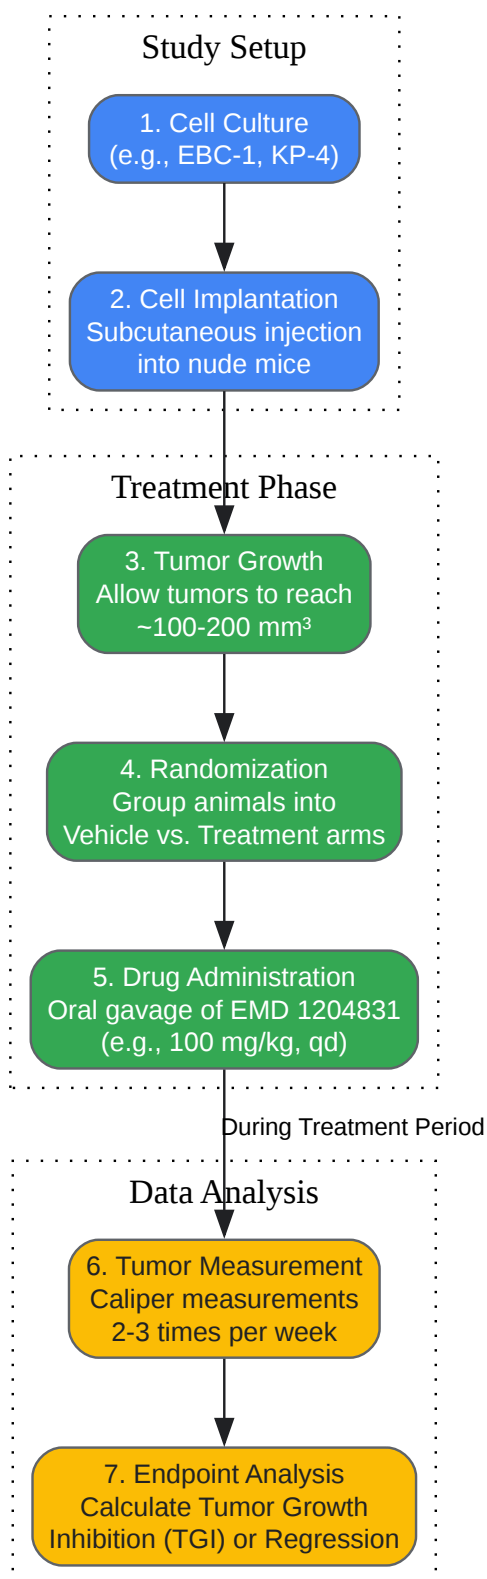 Study Setup
1. Cell Culture
(e.g., EBC-1, KP-4)
2. Cell Implantation
Subcutaneous injection
into nude mice
Treatment Phase
3. Tumor Growth
Allow tumors to reach
~100-200 mm³
4. Randomization
Group animals into
Vehicle vs. Treatment arms
5. Drug Administration
Oral gavage of EMD 1204831
(e.g., 100 mg/kg, qd)
During Treatment Period
Data Analysis
6. Tumor Measurement
Caliper measurements
2-3 times per week
7. Endpoint Analysis
Calculate Tumor Growth
Inhibition (TGI) or Regression